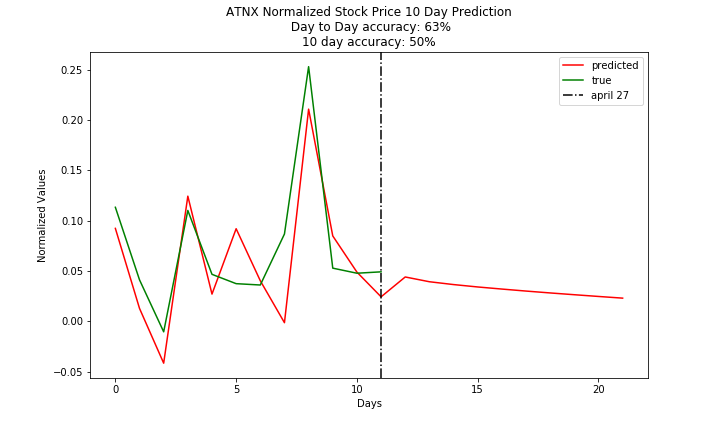 ATNX Normalized Stock Price 10 Day Prediction
Day to Day accuracy: 63%
10 day accuracy: 50%
predicted
true
april 27
0.25
0.20
0.15
0.10
0.05
0.00
−0.05
Normalized Values
0 5 10 15 20
Days